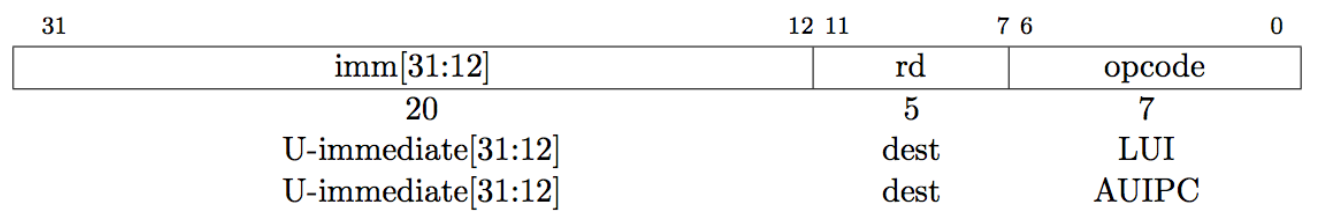 31 12 11 7 6 0
imm[31:12] rd opcode
20 5 7
U-immediate[31:12] dest LUI
U-immediate[31:12] dest AUIPC